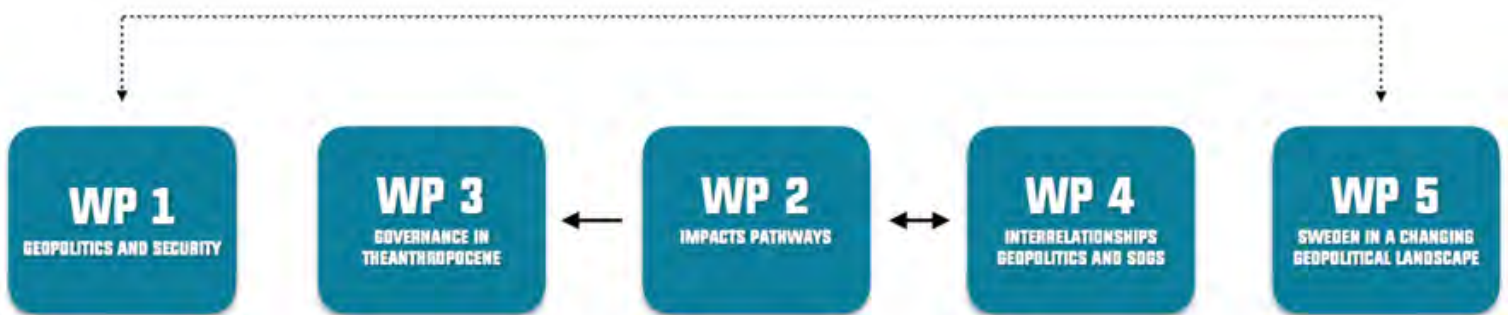 WP 1
GEOPOLITICS AND SECURITY
WP 3
GOVERNANCE IN
THEANTHROPOCENE
WP 2
IMPACTS PATHWAYS
WP 4
INTERRELATIONSHIPS
GEOPOLITICS AND SDGS
WP 5
SWEDEN IN A CHANGING
GEOPOLITICAL LANDSCAPE